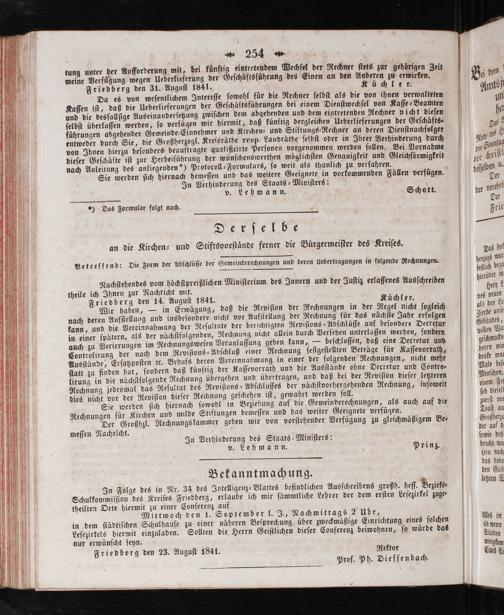 254
tung unter der Aufforderung mit, bei künftig eintretendem Wechsel der Rechner stets zur gehörigen Zeit
meine Verfügung wegen Ueberlieferung der Geschäftsführung des Einen an den Anderen zu erwirken.
Friedberg den 31. August 1841. Küchler.
Da es von wesentlichem Interesse sowohl für die Rechner selbst als die von ihnen verwalteten
Kassen ist, daß die Ueberlieferungen der Geschäftsführungen bei einem Dienstwechsel von Kasse-Beamten
und die desfallsige Auseinandersetzung zwischen dem abgehenden und dem eintretenden Rechner nicht diesen
selbst überlassen werden, so verfügen wir hiermit, daß künftig dergleichen Ueberlieferungen der Geschäfts-
führungen abgehender Gemeinde-Einnehmer und Kirchen- und Stiftungs-Rechner an deren Dienstnachfolger
entweder durch Sie, die Großherzogl. Kreisräthe resp. Landräthe selbst oder in Ihrer Verhinderung durch
von Ihnen hierzu besonders beauftragte qualifizirte Personen vorgenommen werden sollen. Bei Vornahme
dieser Geschäfte ist zur Herbeiführung der wünschenswerthen möglichsten Genauigkeit und Gleichförmigkeit
nach Anleitung des anliegenden*) Protocoll-Formulars, so weit als thunlich zu verfahren.
Sie werden sich hiernach bemessen und das weitere Geeignete in vorkommenden Fällen verfügen.
In Verhinderung des Staats-Ministers:
v. Lehmann. Schott.
*) Das Formular folgt nach.
Derselbe
an die Kirchen- und Stiftsvorstände ferner die Bürgermeister des Kreises.
Betreffend: Die Form der Abschlüsse der Gemeinderechnungen und deren Uebertragungen in folgende Rechnungen.
Nachstehendes vom höchstpreißlichen Ministerium des Innern und der Justiz erlassenes Ausschreiben
theile ich Ihnen zur Nachricht mit.
Friedberg den 14. August 1841. Küchler.
Wir haben, — in Erwägung, daß die Revision der Rechnungen in der Regel nicht sogleich
nach deren Aufstellung und insbesondere nicht vor Aufstellung der Rechnung für das nächste Jahr erfolgen
kann, und die Vereinnahmung der Resultate der berichtigten Revisions-Abschlüsse auf besondere Decretur
in einer spätern, als der nächstfolgenden, Rechnung nicht allein durch Versehen unterlassen werden, sondern
auch zu Verirrungen im Rechnungswesen Veranlassung geben kann, — beschlossen, daß eine Decretur und
Controlirung der nach dem Revisions-Abschluß einer Rechnung festgestellten Beträge für Kassevorrath,
Ausstände, Ersatzposten ꝛc. Behufs deren Vereinnahmung in einer der folgenden Rechnungen, nicht mehr
statt zu finden hat, sondern daß künftig der Kassevorrath und die Ausstände ohne Decretur und Contro-
lirung in die nächstfolgende Rechnung übergehen und übertragen, und daß bei der Revision dieser letzteren
Rechnung jedesmal das Resultat des Revisions-Abschlusses der nächstvorhergehenden Rechnung, insoweit
dies nicht vor der Revision dieser Rechnung geschehen ist, gewahrt werden soll.
Sie werden sich hiernach sowohl in Beziehung auf die Gemeinderechnungen, als auch auf die
Rechnungen für Kirchen und milde Stiftungen bemessen und das weiter Geeignete verfügen.
Der Großhzl. Rechnungskammer geben wir von vorstehender Verfügung zu gleichmäßigem Be-
messen Nachricht.
In Verhinderung des Staats-Ministers:
v. Lehmann. Prinz.
Bekanntmachung.
In Folge des in Nr. 34 des Intelligenz-Blattes befindlichen Ausschreibens großh. hess. Bezirks-
Schulkommission des Kreises Friedberg, erlaube ich mir sämmtliche Lehrer der dem ersten Lesezirkel zuge-
theilten Orte hiermit zu einer Conferenz auf
Mittwoch den 1. September l. J., Nachmittags 2 Uhr,
in dem städtischen Schulhause zu einer näheren Besprechung über zweckmäßige Einrichtung eines solchen
Lesezirkels hiermit einzuladen. Sollten die Herrn Geistlichen dieser Conferenz beiwohnen, so würde das
nur erwünscht seyn.
Friedberg den 23. August 1841. Rektor
Prof. Ph. Dieffenbach.